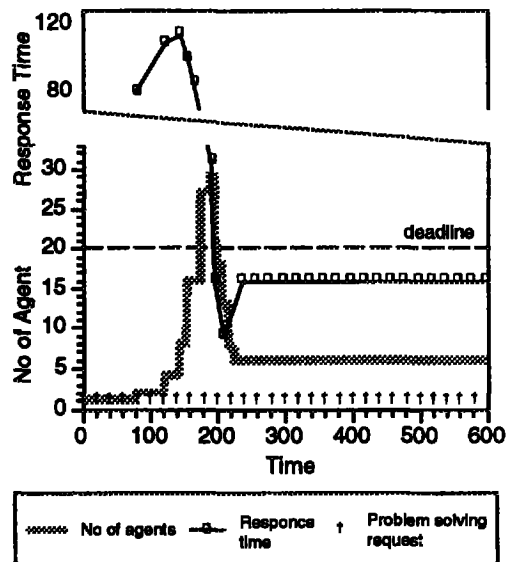 120
80
Response Time
30
25
20
15
10
5
0
No of Agent
deadline
0 100 200 300 400 500 600
Time
No of agents
Responce time
Problem solving request